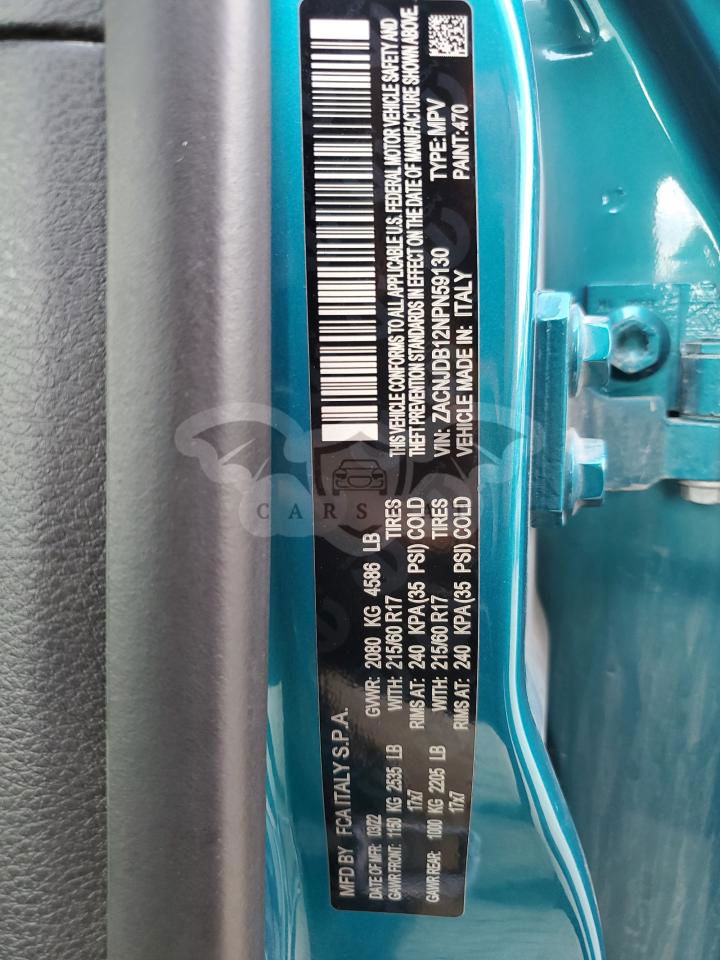 MFD BY FCA ITALY S.P.A.
DATE OF MFR: 03/22 GVWR: 2080 KG 4586 LB
GAWR FRONT: 1150 KG 2535 LB WITH: 215/60 R17 TIRES
17x7 RIMS AT: 240 KPA(35 PSI) COLD
GAWR REAR: 1000 KG 2205 LB WITH: 215/60 R17 TIRES
17x7 RIMS AT: 240 KPA(35 PSI) COLD
THIS VEHICLE CONFORMS TO ALL APPLICABLE U.S. FEDERAL MOTOR VEHICLE SAFETY AND
THEFT PREVENTION STANDARDS IN EFFECT ON THE DATE OF MANUFACTURE SHOWN ABOVE.
VIN: ZACNJDB12NPN59130 TYPE: MPV
VEHICLE MADE IN: ITALY PAINT: 470